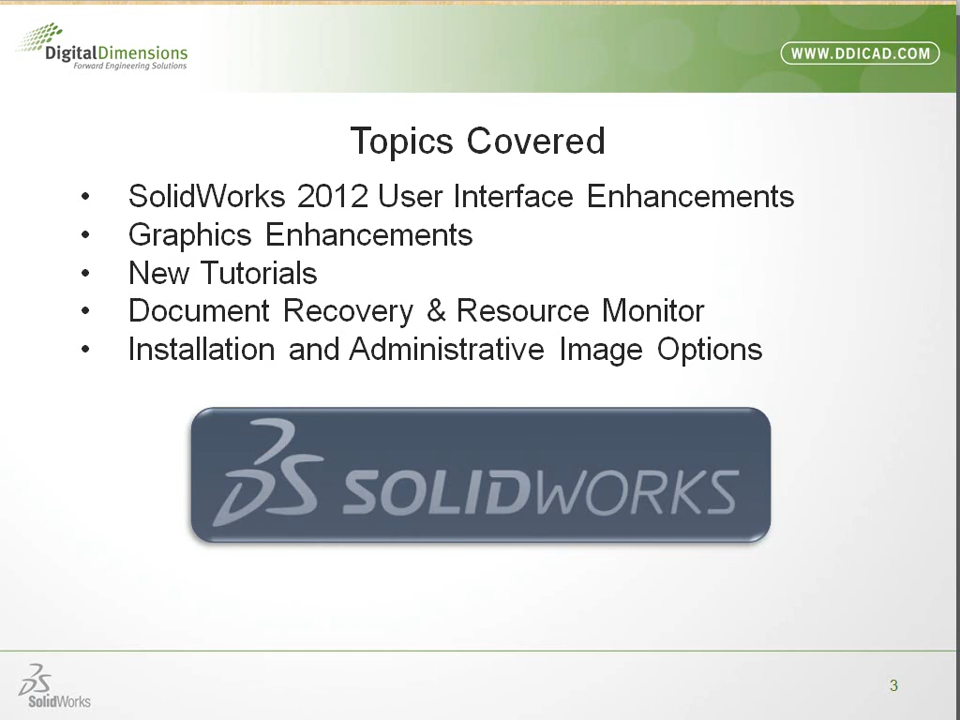 DigitalDimensions
Forward Engineering Solutions
WWW.DDICAD.COM
Topics Covered
• SolidWorks 2012 User Interface Enhancements
• Graphics Enhancements
• New Tutorials
• Document Recovery & Resource Monitor
• Installation and Administrative Image Options
DS SOLIDWORKS
DS
SolidWorks
3